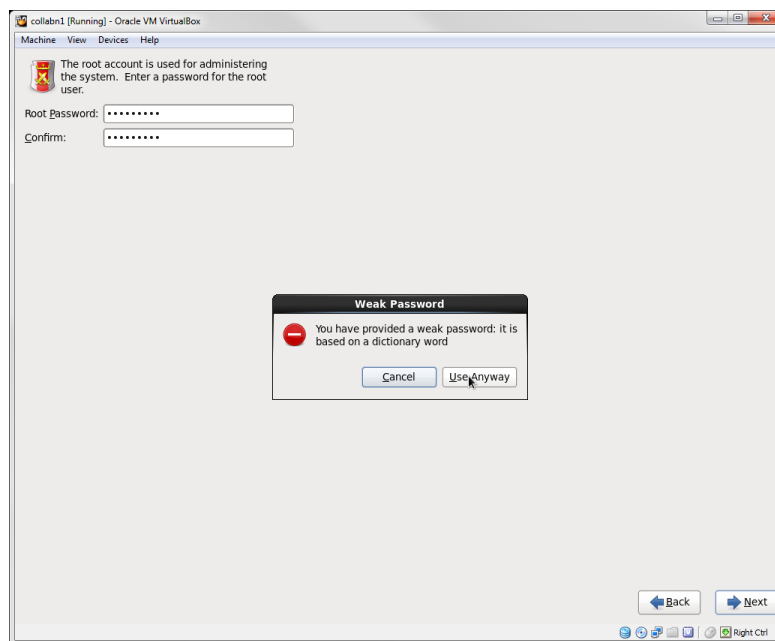 collabn1 [Running] - Oracle VM VirtualBox
Machine View Devices Help
The root account is used for administering
the system. Enter a password for the root
user.
Root Password: •••••••••
Confirm: •••••••••
Weak Password
You have provided a weak password: it is
based on a dictionary word
Cancel Use Anyway
Back Next
Right Ctrl